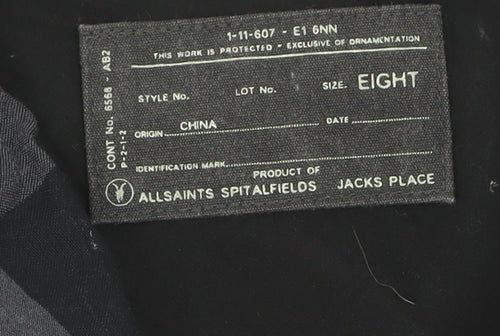 1-11-607 - E1 6NN
THIS WORK IS PROTECTED - EXCLUSIVE OF ORNAMENTATION
CONT No. 6568 - AB2
P-2-1-2
STYLE No. LOT No. SIZE. EIGHT
ORIGIN CHINA DATE
IDENTIFICATION MARK
PRODUCT OF
ALLSAINTS SPITALFIELDS JACKS PLACE